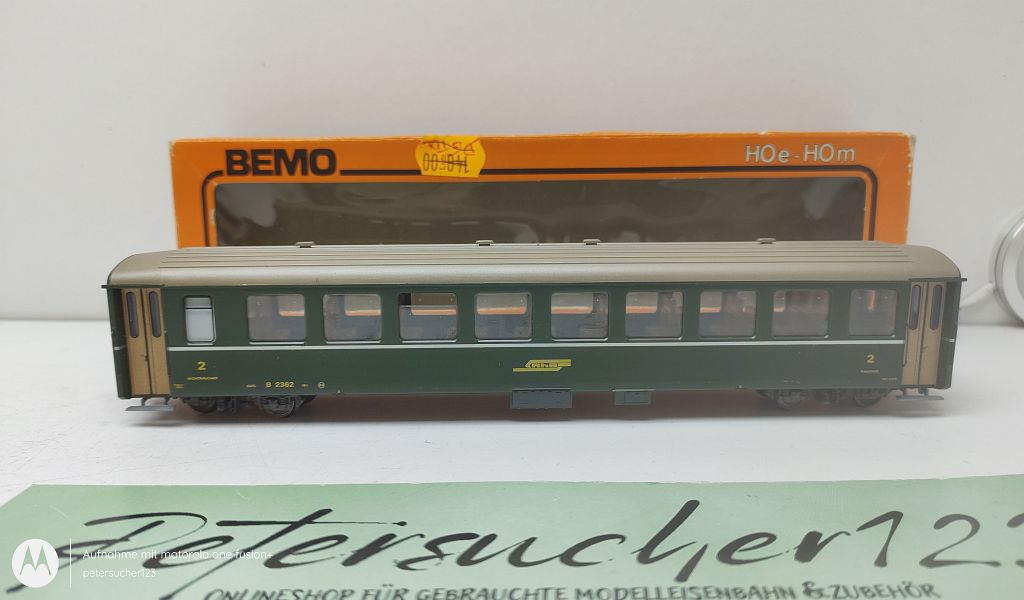 BEMO
HOe-HOm
2
NICHTRAUCHER
B 2362
RhB
2
Petersucher123
ONLINESHOP FÜR GEBRAUCHTE MODELLEISENBAHN & ZUBEHÖR
Aufnahme mit motorola one fusion+
petersucher123